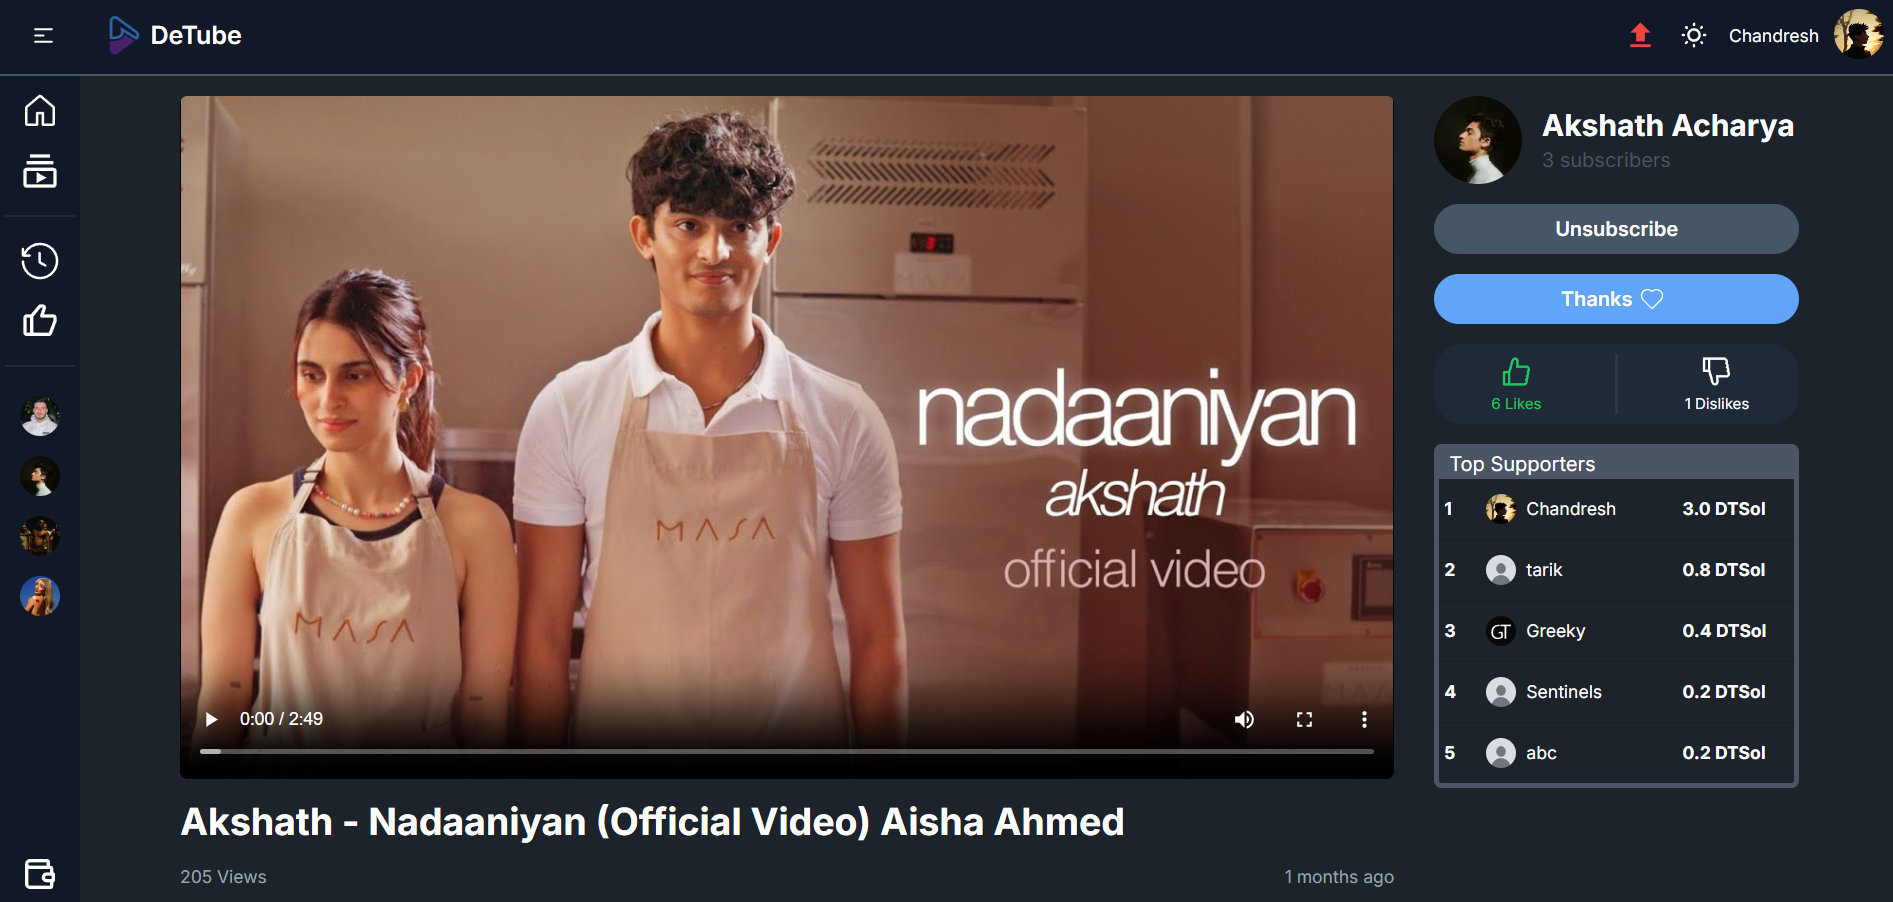 DeTube
Chandresh
3
MASA
MASA
nadaaniyan
akshath
official video
0:00 / 2:49
Akshath - Nadaaniyan (Official Video) Aisha Ahmed
205 Views
1 months ago
Akshath Acharya
3 subscribers
Unsubscribe
Thanks
6 Likes
1 Dislikes
Top Supporters
1 Chandresh 3.0 DTSol
2 tarik 0.8 DTSol
3 GT Greeky 0.4 DTSol
4 Sentinels 0.2 DTSol
5 abc 0.2 DTSol